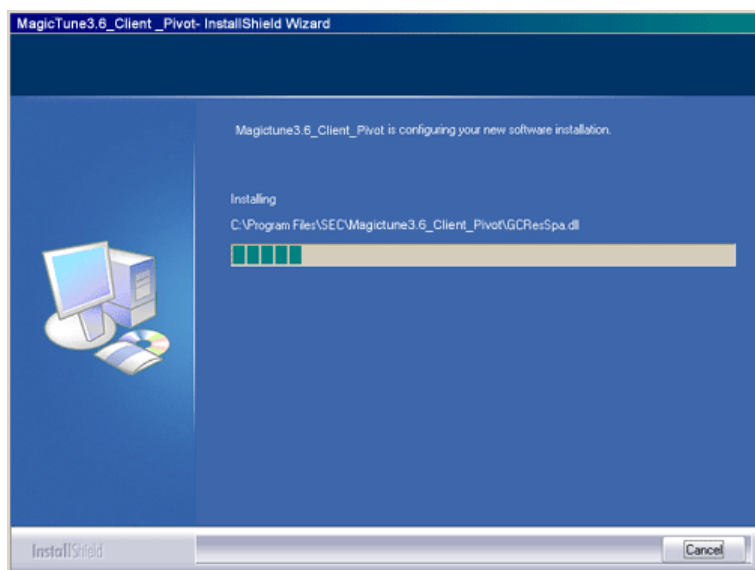 MagicTune3.6_Client _Pivot- InstallShield Wizard
Magictune3.6_Client_Pivot is configuring your new software installation.
Installing
C:\Program Files\SEC\Magictune3.6_Client_Pivot\GCResSpa.dll
InstallShield
Cancel